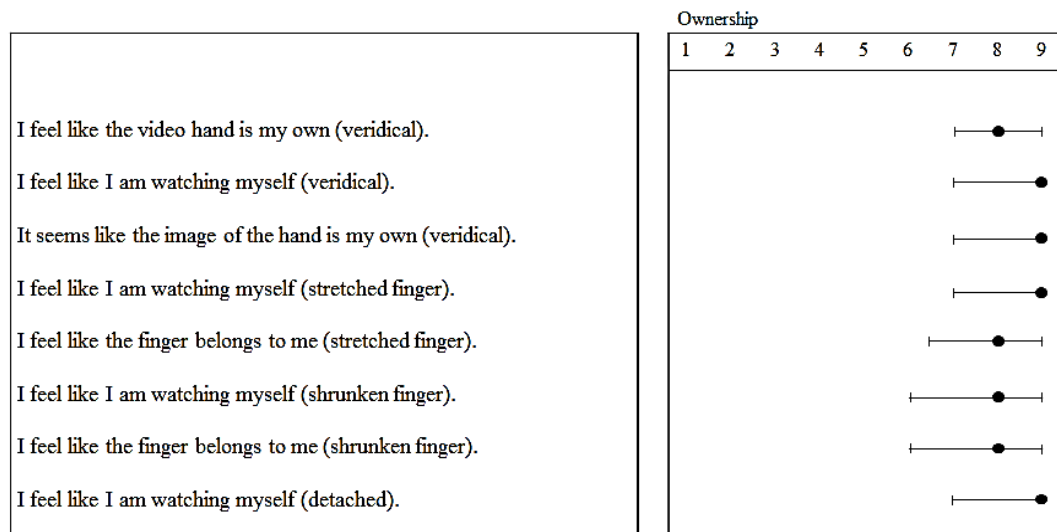 Ownership
1 2 3 4 5 6 7 8 9
I feel like the video hand is my own (veridical).
I feel like I am watching myself (veridical).
It seems like the image of the hand is my own (veridical).
I feel like I am watching myself (stretched finger).
I feel like the finger belongs to me (stretched finger).
I feel like I am watching myself (shrunken finger).
I feel like the finger belongs to me (shrunken finger).
I feel like I am watching myself (detached).